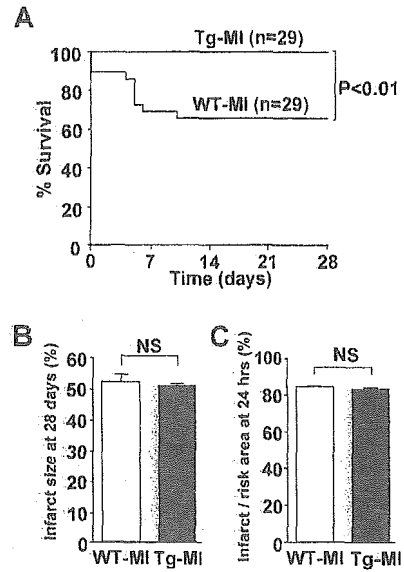 A
Tg-MI (n=29)
WT-MI (n=29)
P<0.01
% Survival
100
80
60
40
20
0
0 7 14 21 28
Time (days)
B
NS
Infarct size at 28 days (%)
60
50
40
30
20
10
0
WT-MI Tg-MI
C
NS
Infarct / risk area at 24 hrs (%)
100
80
60
40
20
0
WT-MI Tg-MI